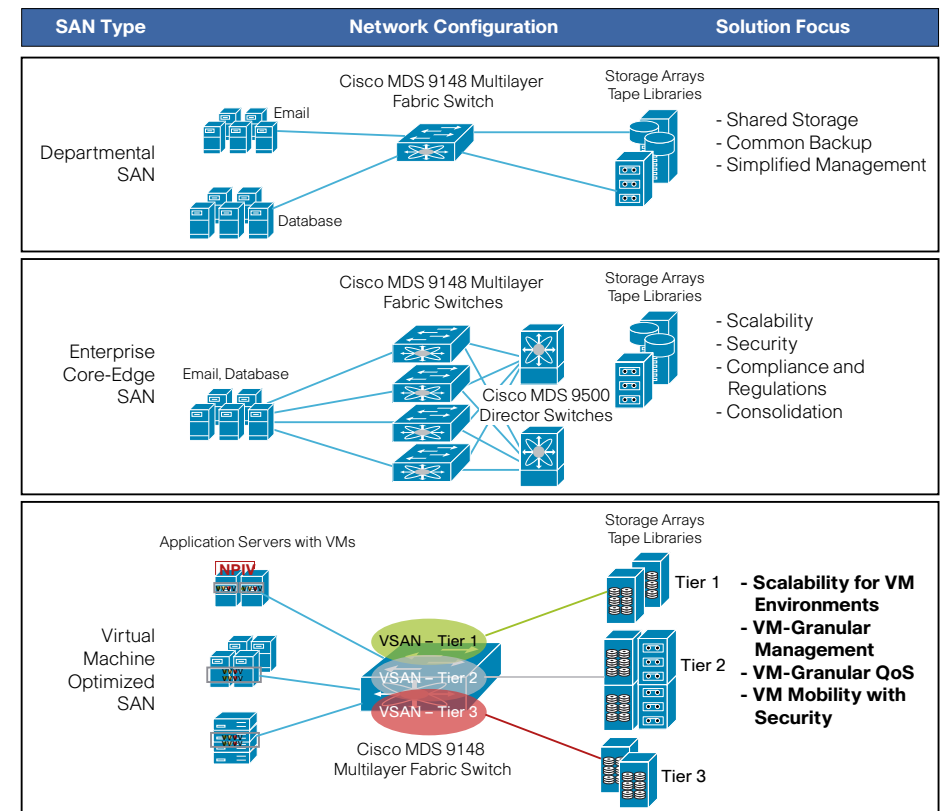 SAN Type
Network Configuration
Solution Focus
Cisco MDS 9148 Multilayer
Fabric Switch
Storage Arrays
Tape Libraries
Email
Departmental
SAN
Database
- Shared Storage
- Common Backup
- Simplified Management
Cisco MDS 9148 Multilayer
Fabric Switches
Storage Arrays
Tape Libraries
Enterprise
Core-Edge
SAN
Email, Database
Cisco MDS 9500
Director Switches
- Scalability
- Security
- Compliance and
Regulations
- Consolidation
Storage Arrays
Tape Libraries
Application Servers with VMs
NPIV
Virtual
Machine
Optimized
SAN
VSAN – Tier 1
VSAN – Tier 2
VSAN – Tier 3
Cisco MDS 9148
Multilayer Fabric Switch
Tier 1
Tier 2
Tier 3
- Scalability for VM
Environments
- VM-Granular
Management
- VM-Granular QoS
- VM Mobility with
Security